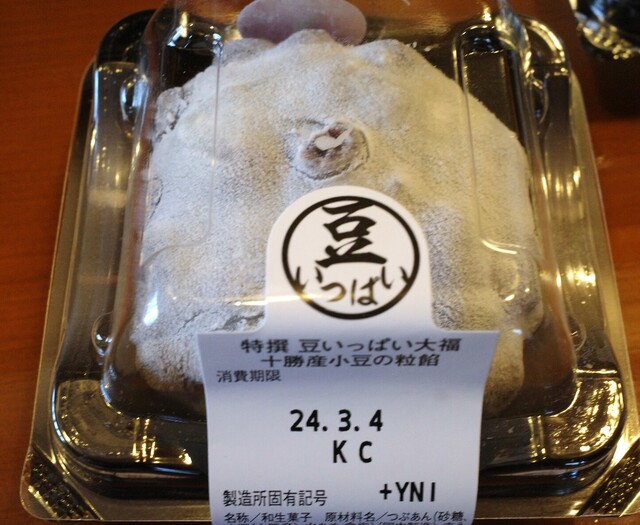 豆
いっぱい
特撰 豆いっぱい大福
十勝産小豆の粒餡
消費期限
24.3.4
KC
製造所固有記号 +YNI
名称／和生菓子 原材料名／つぶあん(砂糖、